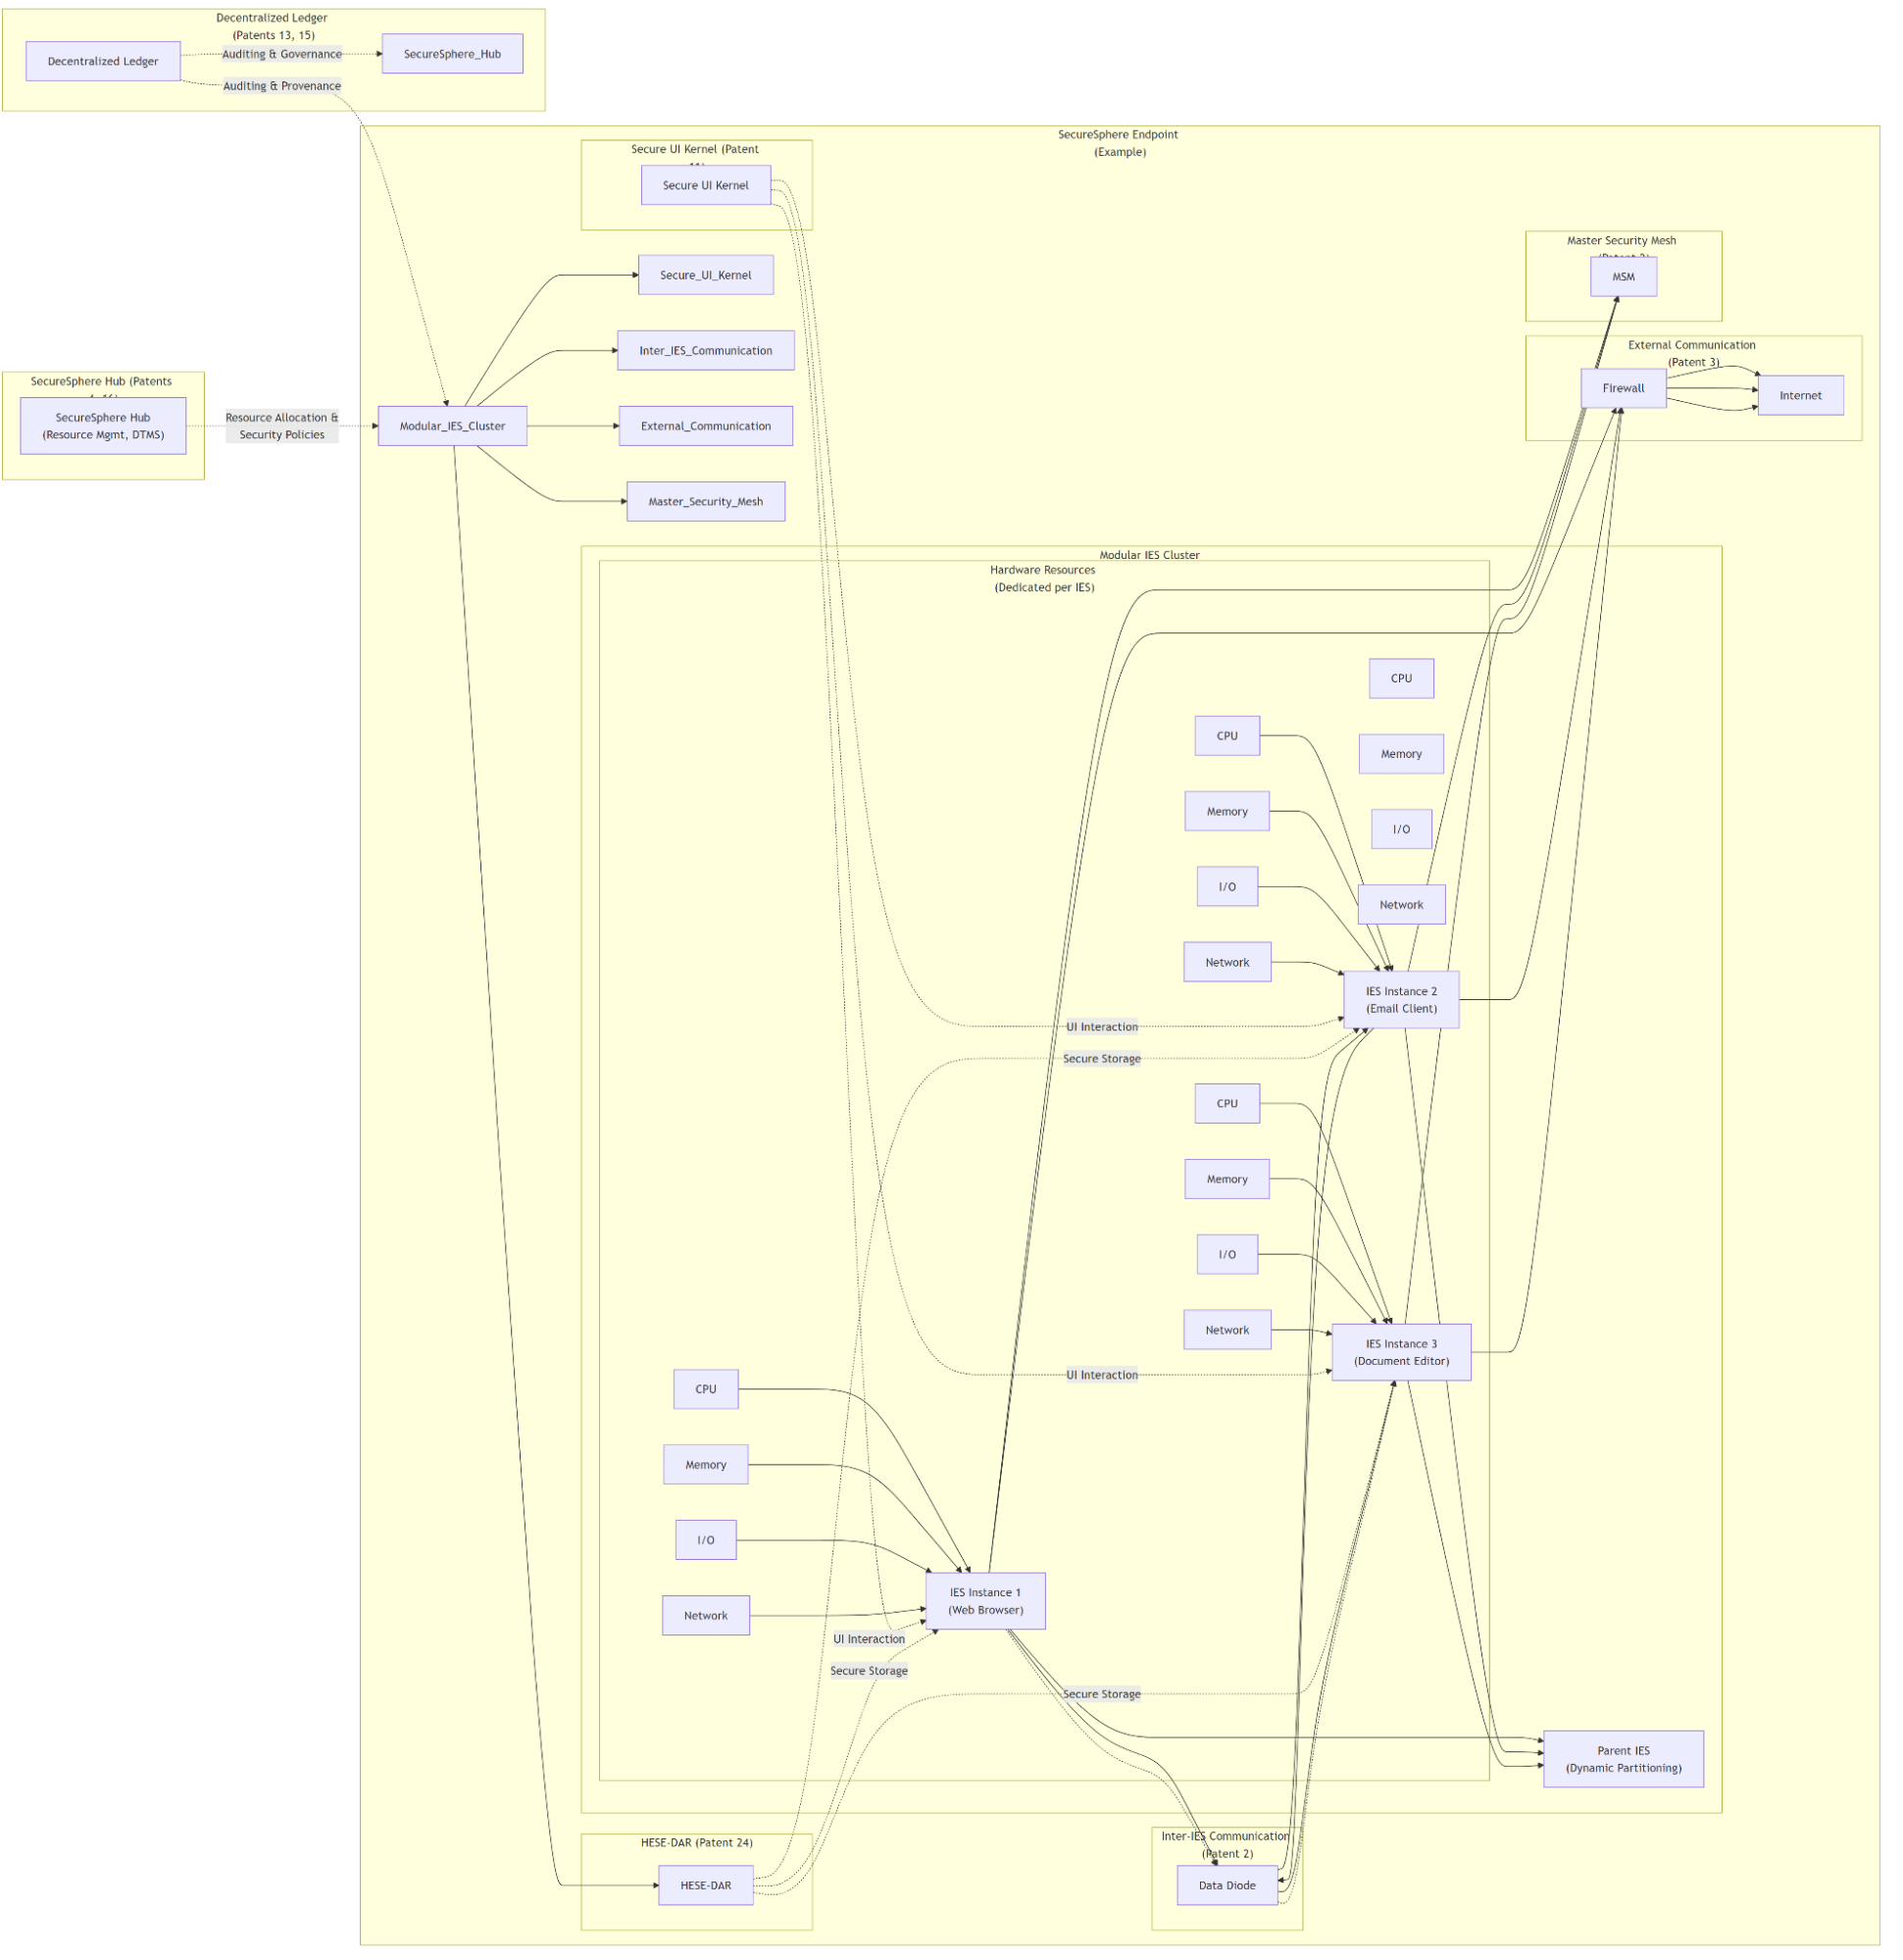 Decentralized Ledger
(Patents 13, 15)
Decentralized Ledger
Auditing & Governance
SecureSphere_Hub
Auditing & Provenance
SecureSphere Endpoint
(Example)
Secure UI Kernel (Patent
Secure UI Kernel
Master Security Mesh
MSM
Secure_UI_Kernel
Inter_IES_Communication
External Communication
(Patent 3)
Firewall
Internet
SecureSphere Hub (Patents
SecureSphere Hub
(Resource Mgmt, DTMS)
Resource Allocation &
Security Policies
Modular_IES_Cluster
External_Communication
Master_Security_Mesh
Modular IES Cluster
Hardware Resources
(Dedicated per IES)
CPU
CPU
Memory
Memory
I/O
I/O
Network
Network
IES Instance 2
(Email Client)
UI Interaction
Secure Storage
CPU
Memory
I/O
Network
IES Instance 3
(Document Editor)
UI Interaction
CPU
Memory
I/O
Network
IES Instance 1
(Web Browser)
UI Interaction
Secure Storage
Secure Storage
Parent IES
(Dynamic Partitioning)
HESE-DAR (Patent 24)
HESE-DAR
Inter-IES Communication
(Patent 2)
Data Diode